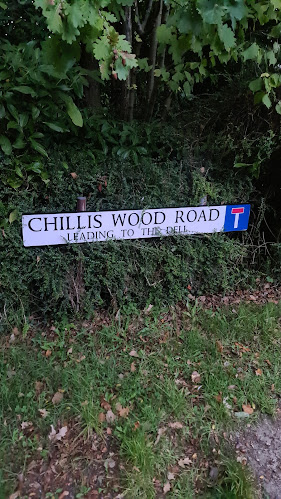 CHILLIS WOOD ROAD
LEADING TO THE DELL